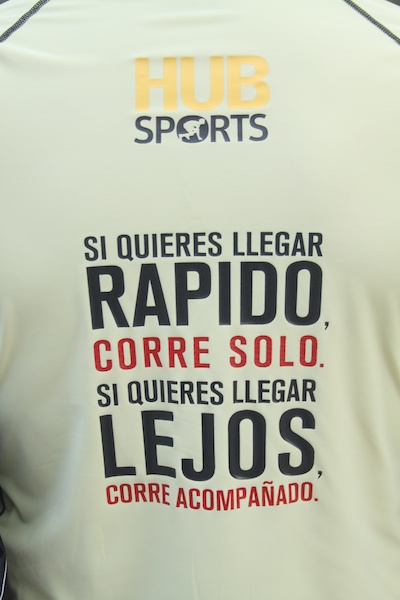 HUB
SPORTS
SI QUIERES LLEGAR
RAPIDO,
CORRE SOLO.
SI QUIERES LLEGAR
LEJOS,
CORRE ACOMPAÑADO.